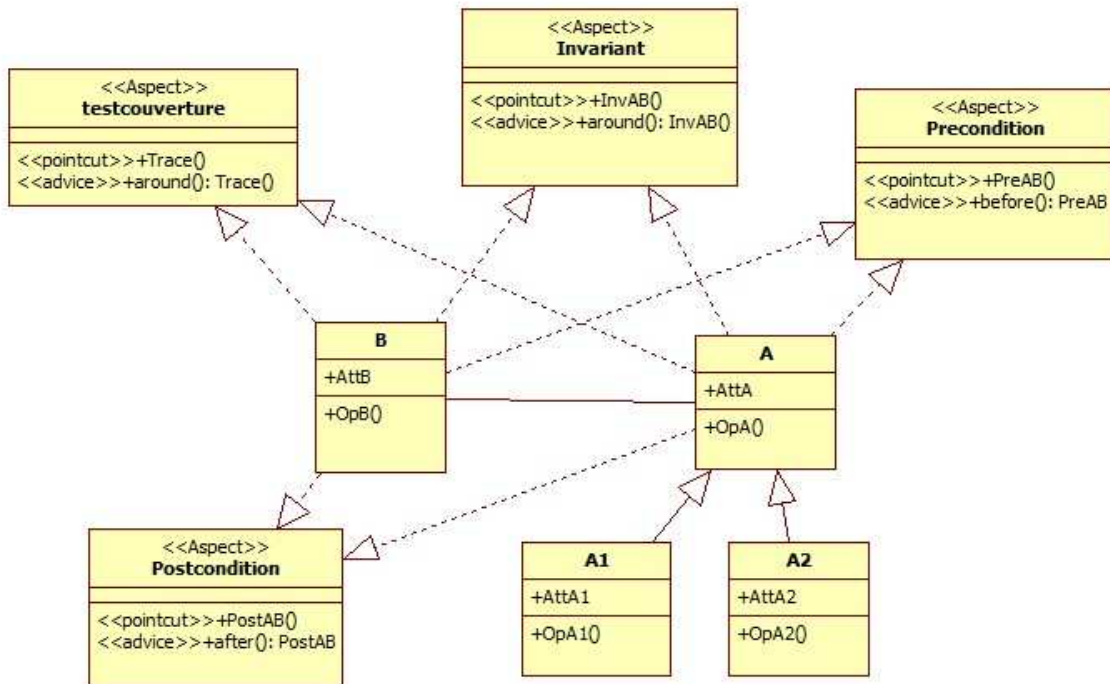 <<Aspect>>
testcouverture
<<pointcut>>+Trace()
<<advice>>+around(): Trace()
<<Aspect>>
Invariant
<<pointcut>>+InvAB()
<<advice>>+around(): InvAB()
<<Aspect>>
Precondition
<<pointcut>>+PreAB()
<<advice>>+before(): PreAB
B
+AttB
+OpB()
A
+AttA
+OpA()
<<Aspect>>
Postcondition
<<pointcut>>+PostAB()
<<advice>>+after(): PostAB
A1
+AttA1
+OpA1()
A2
+AttA2
+OpA2()